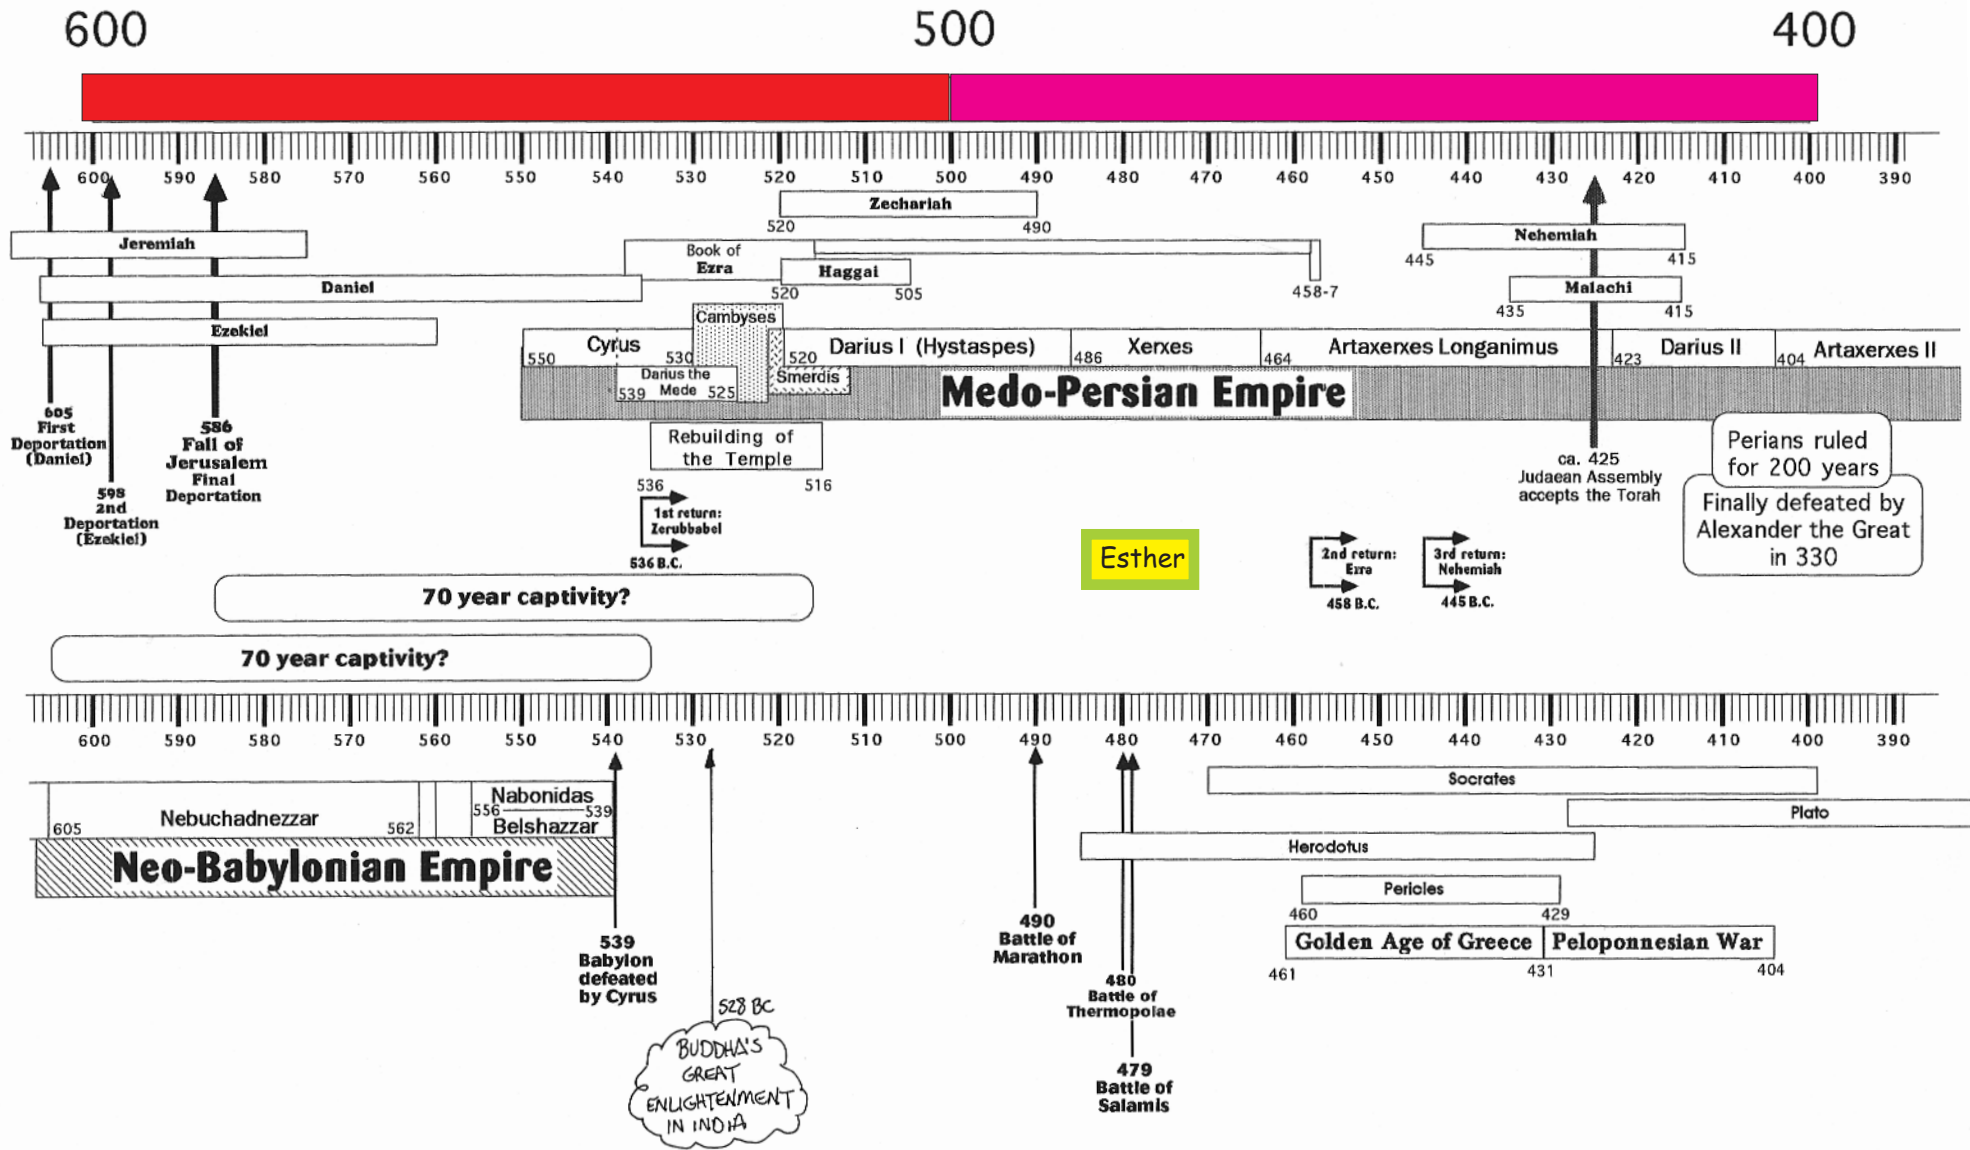 600 500 400
600 590 580 570 560 550 540 530 520 510 500 490 480 470 460 450 440 430 420 410 400 390
Zechariah
520 490
Jeremiah
Book of
Ezra
Haggai
520 505
458-7
Nehemiah
445 415
Daniel
Malachi
435 415
Ezekiel
Cambyses
550 Cyrus 530
520 Darius I (Hystaspes)
486 Xerxes
464 Artaxerxes Longanimus
423 Darius II
404 Artaxerxes II
Darius the
539 Mede 525
Smerdis
Medo-Persian Empire
605
First
Deportation
(Daniel)
598
2nd
Deportation
(Ezekiel)
586
Fall of
Jerusalem
Final
Deportation
Rebuilding of
the Temple
536 516
1st return:
Zerubbabel
536 B.C.
Esther
2nd return:
Ezra
458 B.C.
3rd return:
Nehemiah
445 B.C.
ca. 425
Judaean Assembly
accepts the Torah
Perians ruled
for 200 years
Finally defeated by
Alexander the Great
in 330
70 year captivity?
70 year captivity?
600 590 580 570 560 550 540 530 520 510 500 490 480 470 460 450 440 430 420 410 400 390
605 Nebuchadnezzar 562
Nabonidas
556 539
Belshazzar
Neo-Babylonian Empire
539
Babylon
defeated
by Cyrus
528 BC
BUDDHA'S
GREAT
ENLIGHTENMENT
IN INDIA
490
Battle of
Marathon
480
Battle of
Thermopolae
479
Battle of
Salamis
Socrates
Plato
Herodotus
Pericles
460 429
Golden Age of Greece
Peloponnesian War
461 431 404